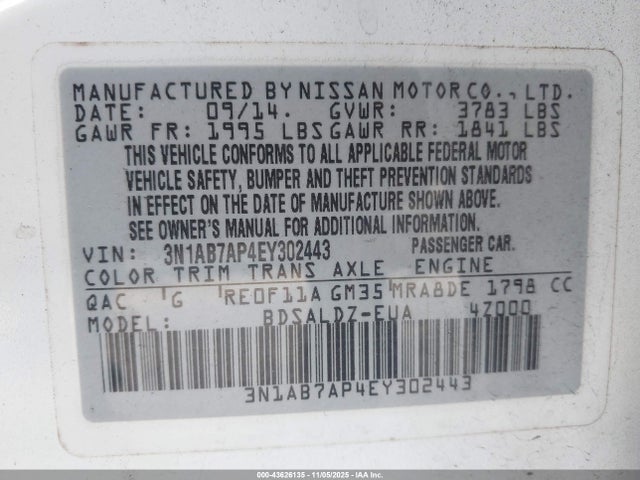 MANUFACTURED BY NISSAN MOTOR CO., LTD.
DATE: 09/14. GVWR: 3783 LBS
GAWR FR: 1995 LBS GAWR RR: 1841 LBS
THIS VEHICLE CONFORMS TO ALL APPLICABLE FEDERAL MOTOR
VEHICLE SAFETY, BUMPER AND THEFT PREVENTION STANDARDS
IN EFFECT ON THE DATE OF MANUFACTURE SHOWN ABOVE.
SEE OWNER'S MANUAL FOR ADDITIONAL INFORMATION.
VIN: 3N1AB7AP4EY302443 PASSENGER CAR.
COLOR TRIM TRANS AXLE ENGINE
QAC G RE0F11A GM35 MRA8DE 1798 CC
MODEL: BDSALDZ-EUA 4Z000
3N1AB7AP4EY302443
000-43626135 - 11/05/2025 - IAAI.COM